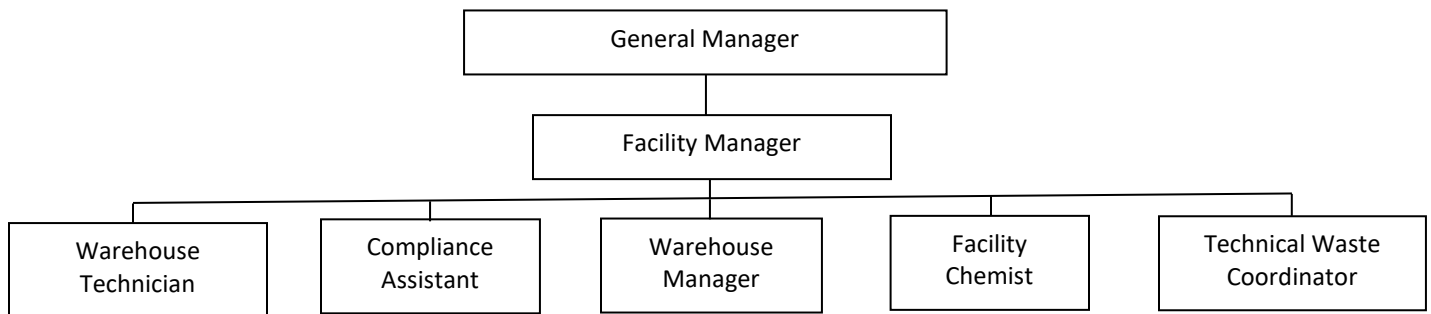 General Manager
Facility Manager
Warehouse
Technician
Compliance
Assistant
Warehouse
Manager
Facility
Chemist
Technical Waste
Coordinator